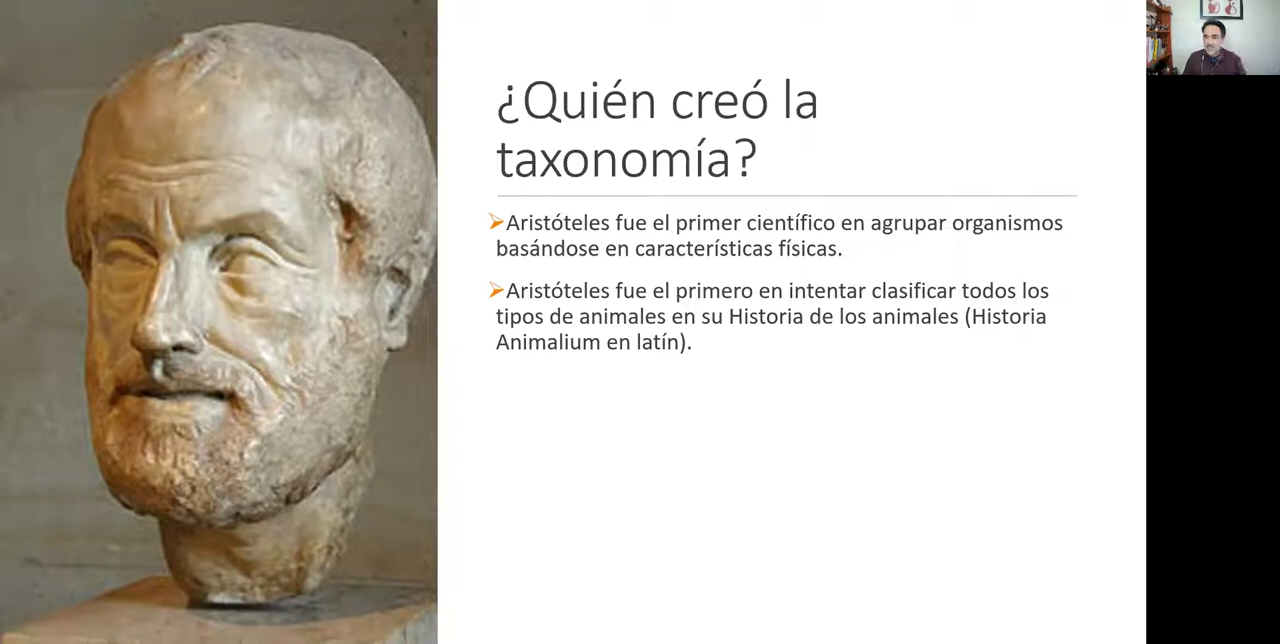 ¿Quién creó la
taxonomía?
➢Aristóteles fue el primer científico en agrupar organismos
basándose en características físicas.
➢Aristóteles fue el primero en intentar clasificar todos los
tipos de animales en su Historia de los animales (Historia
Animalium en latín).